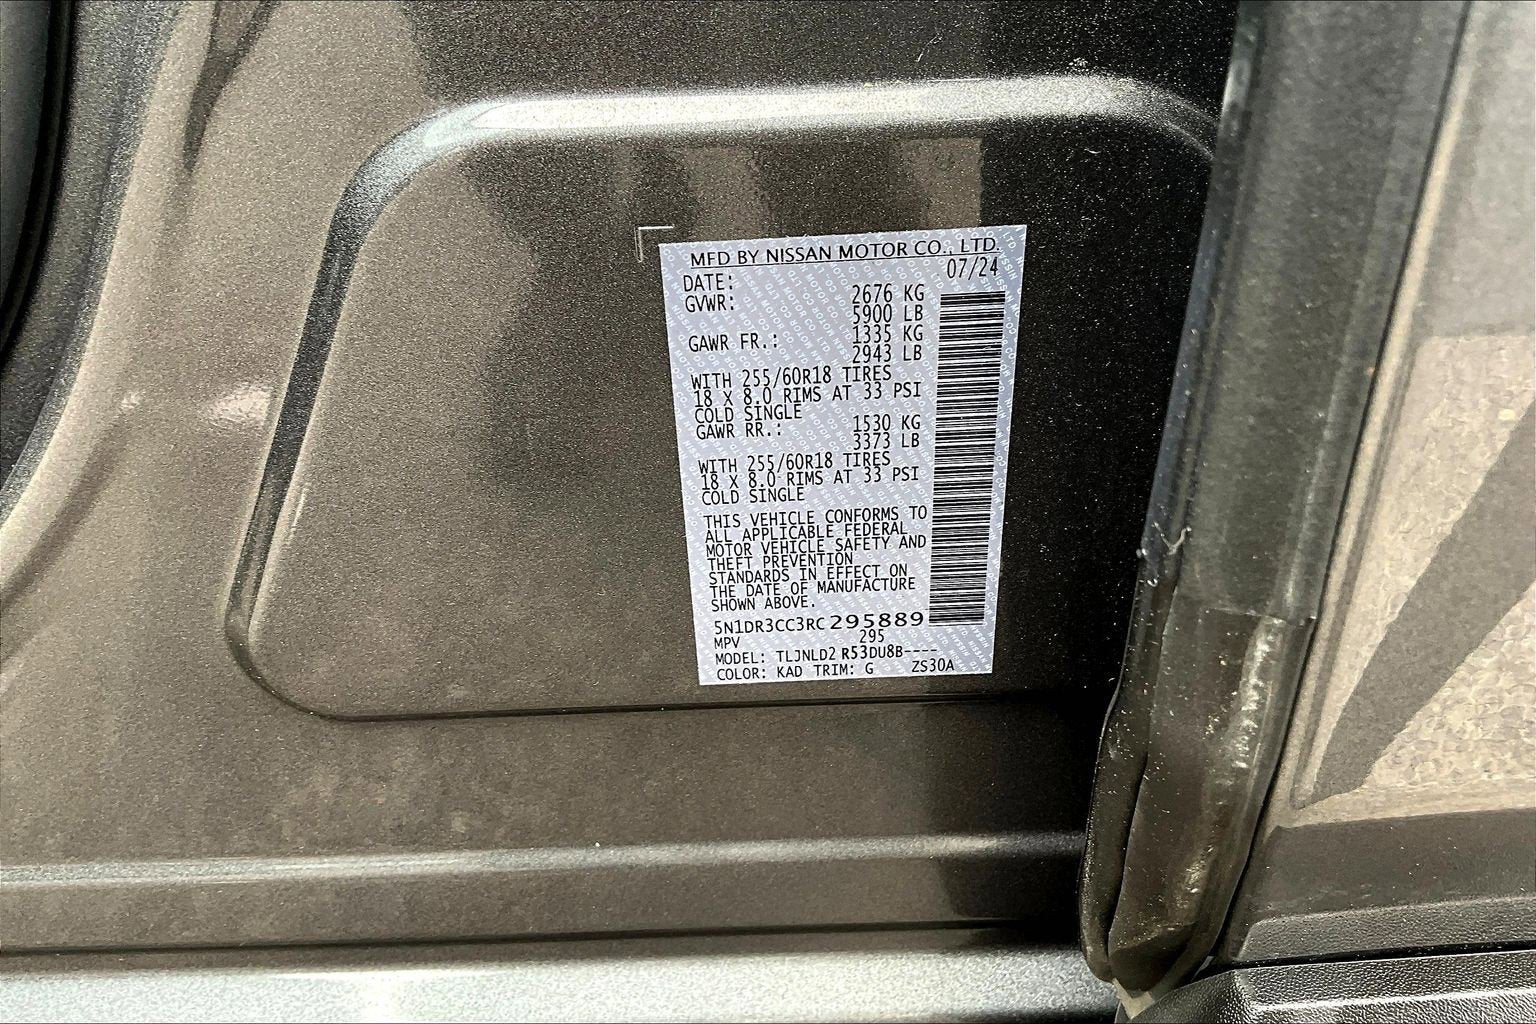 MFD BY NISSAN MOTOR CO., LTD.
DATE: 07/24
GVWR: 2676 KG
5900 LB
GAWR FR.: 1335 KG
2943 LB
WITH 255/60R18 TIRES
18 X 8.0 RIMS AT 33 PSI
COLD SINGLE
GAWR RR.: 1530 KG
3373 LB
WITH 255/60R18 TIRES
18 X 8.0 RIMS AT 33 PSI
COLD SINGLE
THIS VEHICLE CONFORMS TO
ALL APPLICABLE FEDERAL
MOTOR VEHICLE SAFETY AND
THEFT PREVENTION
STANDARDS IN EFFECT ON
THE DATE OF MANUFACTURE
SHOWN ABOVE.
5N1DR3CC3RC295889
MPV 295
MODEL: TLJNLD2 R53DU8B----
COLOR: KAD TRIM: G ZS30A